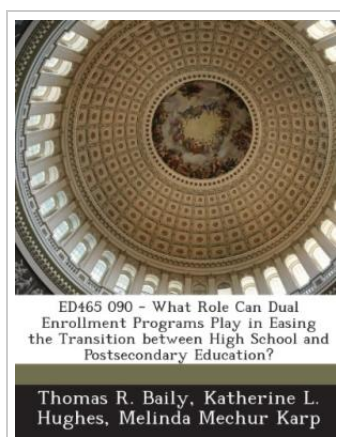 ED465 090 - What Role Can Dual
Enrollment Programs Play in Easing
the Transition between High School and
Postsecondary Education?
Thomas R. Baily, Katherine L.
Hughes, Melinda Mechur Karp